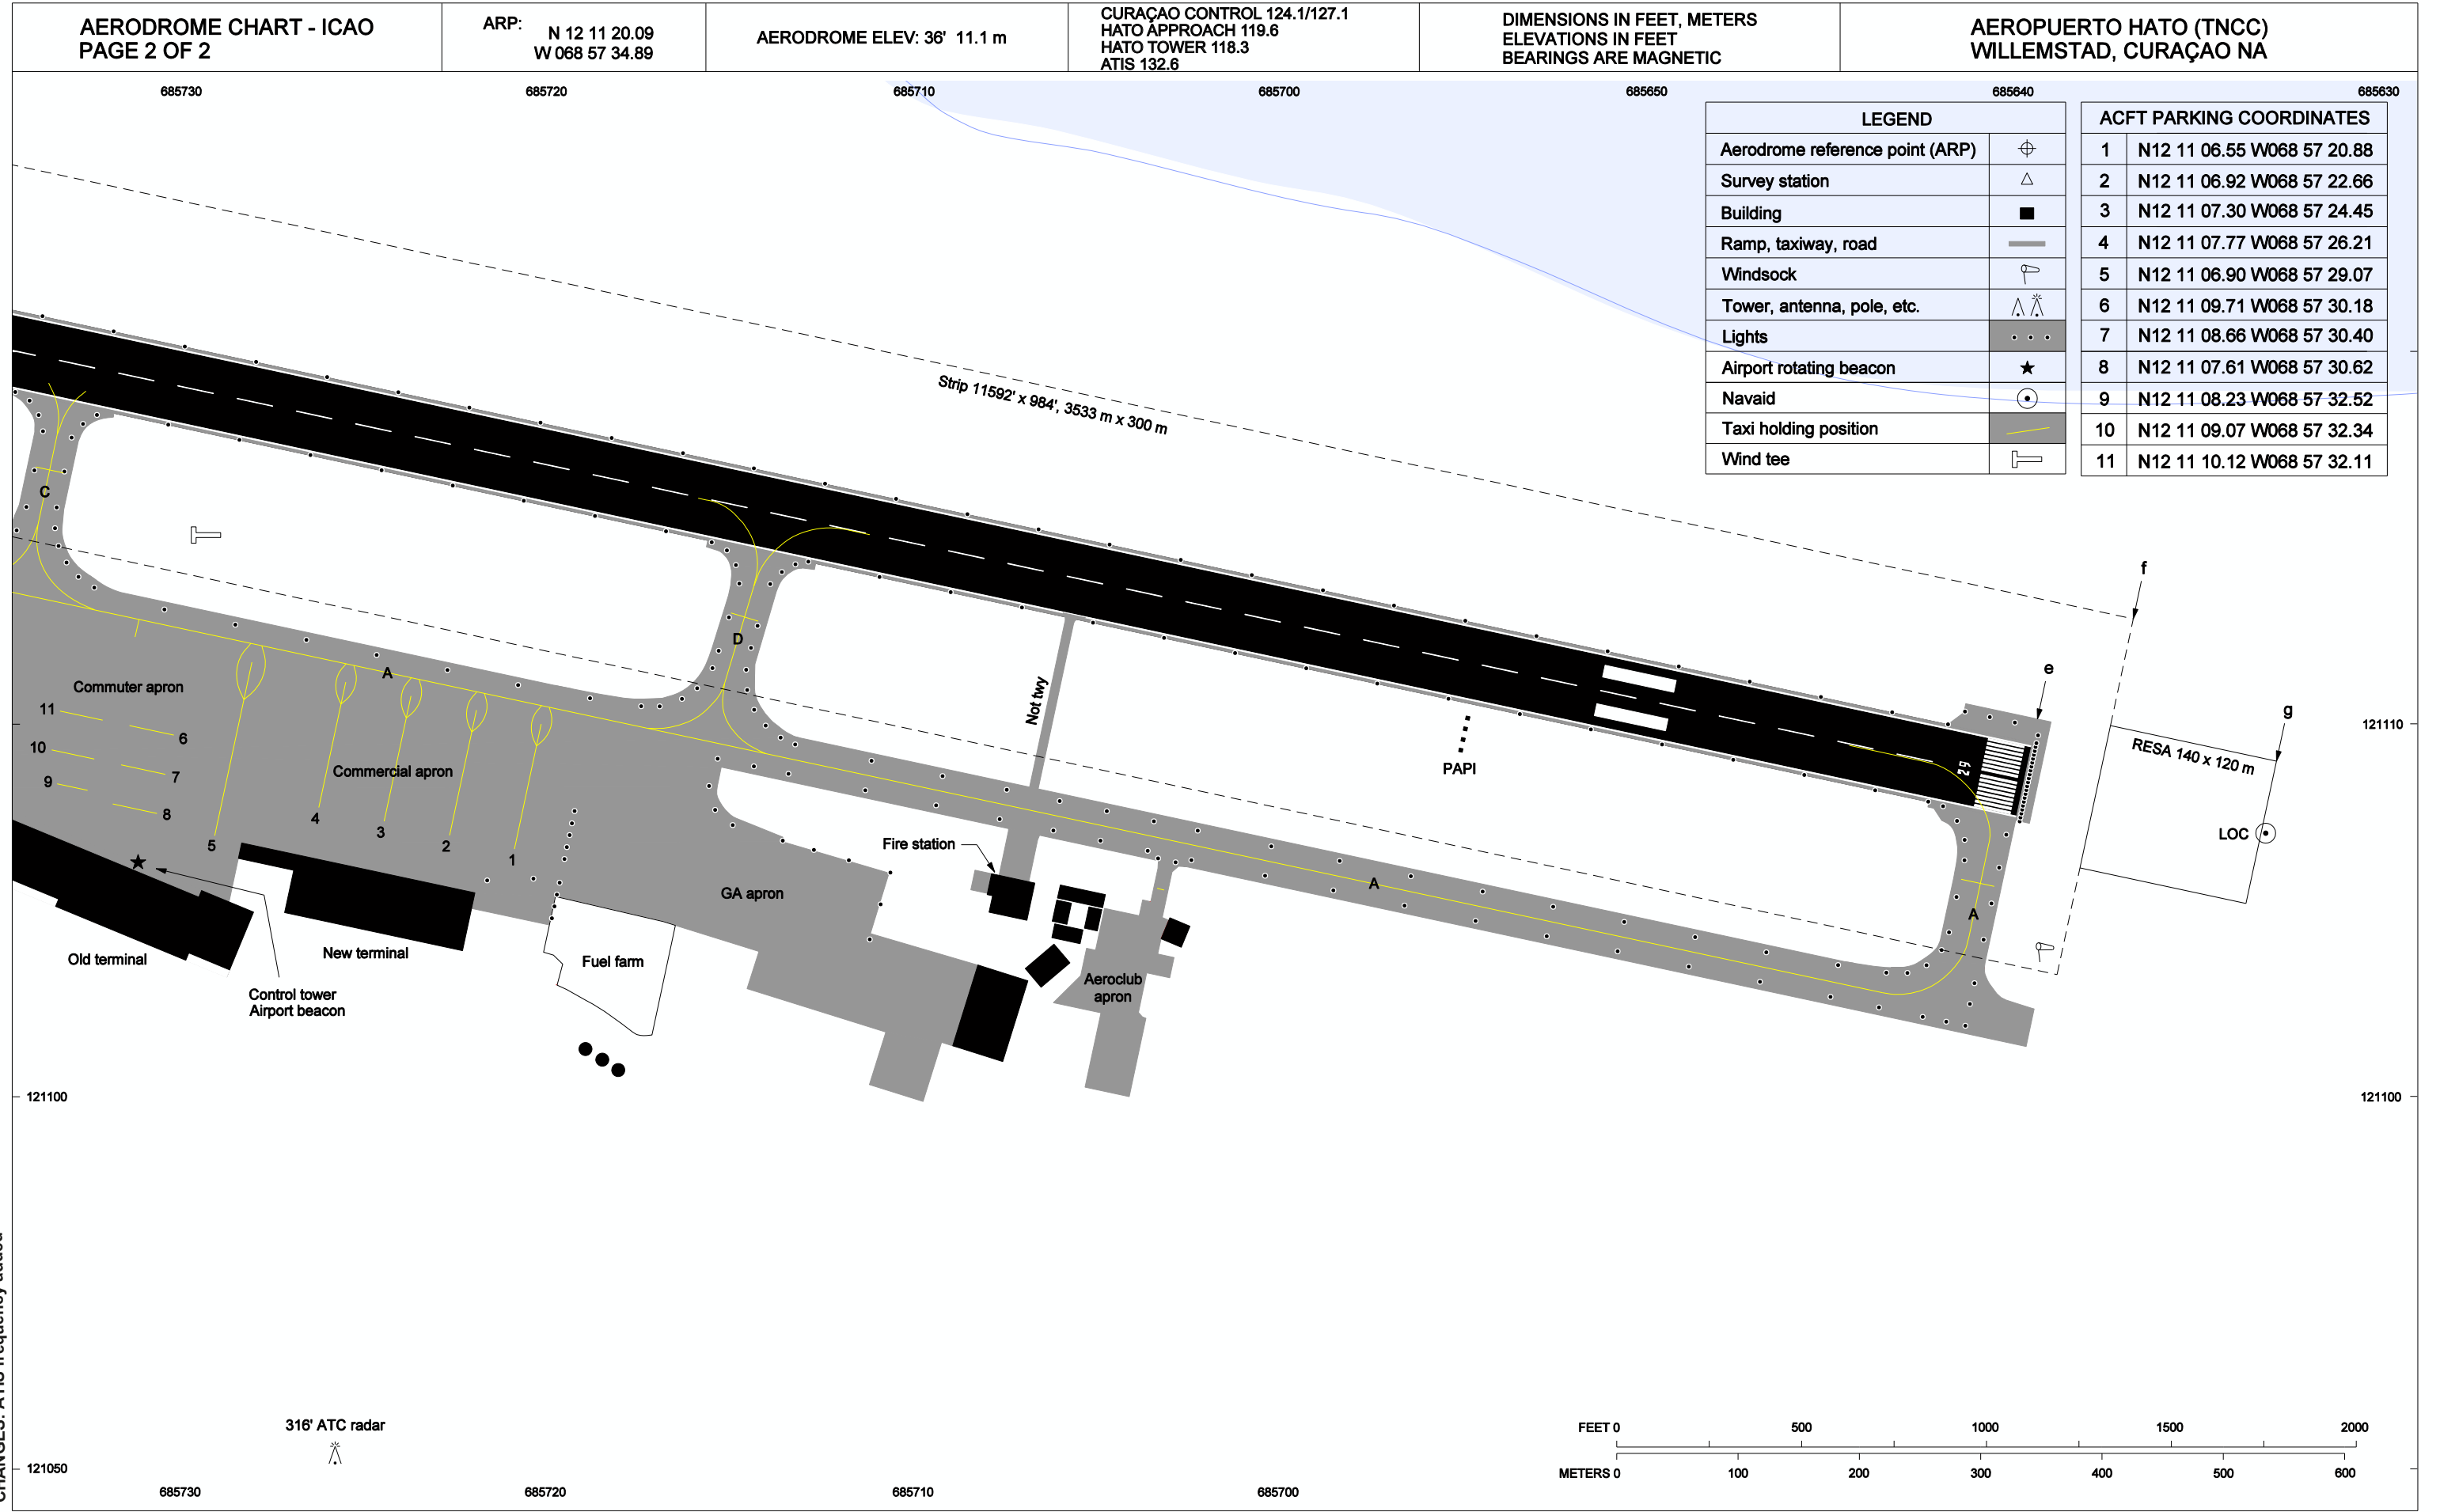 AERODROME CHART - ICAO
PAGE 2 OF 2
ARP:
N 12 11 20.09
W 068 57 34.89
AERODROME ELEV: 36' 11.1 m
CURAÇAO CONTROL 124.1/127.1
HATO APPROACH 119.6
HATO TOWER 118.3
ATIS 132.6
DIMENSIONS IN FEET, METERS
ELEVATIONS IN FEET
BEARINGS ARE MAGNETIC
AEROPUERTO HATO (TNCC)
WILLEMSTAD, CURAÇAO NA
685730 685720 685710 685700 685650 685640 685630
LEGEND
Aerodrome reference point (ARP)
Survey station
Building
Ramp, taxiway, road
Windsock
Tower, antenna, pole, etc.
Lights
Airport rotating beacon
Navaid
Taxi holding position
Wind tee
ACFT PARKING COORDINATES
1 N12 11 06.55 W068 57 20.88
2 N12 11 06.92 W068 57 22.66
3 N12 11 07.30 W068 57 24.45
4 N12 11 07.77 W068 57 26.21
5 N12 11 06.90 W068 57 29.07
6 N12 11 09.71 W068 57 30.18
7 N12 11 08.66 W068 57 30.40
8 N12 11 07.61 W068 57 30.62
9 N12 11 08.23 W068 57 32.52
10 N12 11 09.07 W068 57 32.34
11 N12 11 10.12 W068 57 32.11
Strip 11592' x 984', 3533 m x 300 m
C
D
A
f
e
g
Not twy
Commuter apron
11
6
10
7
9
8
Commercial apron
5
4
3
2
1
PAPI
29
RESA 140 x 120 m
LOC
121110
Fire station
GA apron
A
A
Old terminal
New terminal
Fuel farm
Aeroclub
apron
Control tower
Airport beacon
121100
121100
316' ATC radar
121050
FEET 0 500 1000 1500 2000
METERS 0 100 200 300 400 500 600
685730 685720 685710 685700